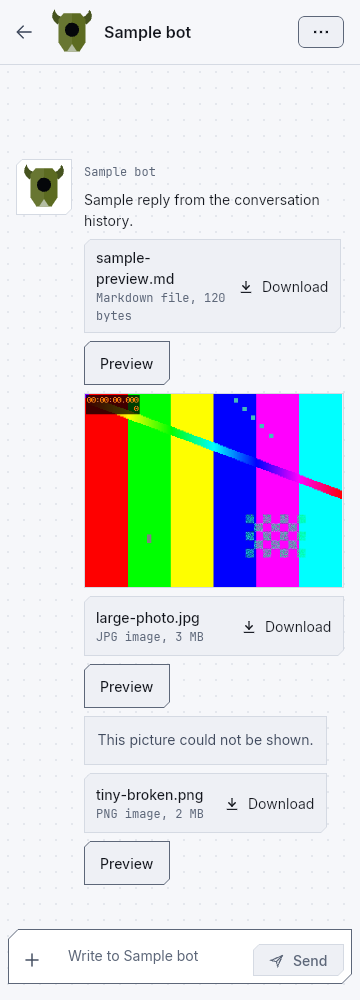 Sample bot
Sample bot
Sample reply from the conversation
history.
sample-
preview.md
Markdown file, 120
bytes
Download
Preview
00:00:00.000
0
large-photo.jpg
JPG image, 3 MB
Download
Preview
This picture could not be shown.
tiny-broken.png
PNG image, 2 MB
Download
Preview
Write to Sample bot
Send